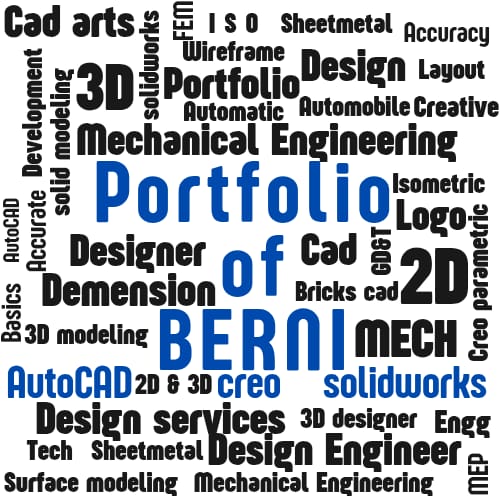 Cad arts
solidworks
FEM
I S O
Sheetmetal
Accuracy
Wireframe
Design
Layout
Development
solid modeling
3D
Portfolio
Automatic
Automobile
Creative
Mechanical Engineering
Portfolio
Isometric
AutoCAD
Accurate
Logo
GD&T
Creo parametric
Designer
of
Cad
2D
Demension
Bricks cad
Basics
3D modeling
BERNI
MECH
AutoCAD
2D & 3D
creo
solidworks
Design services
3D designer
Engg
Tech
Sheetmetal
Design Engineer
MEP
Surface modeling
Mechanical Engineering